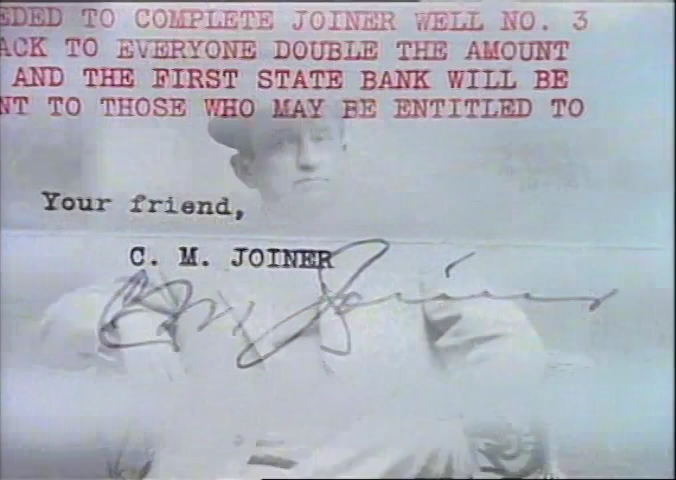 EDED TO COMPLETE JOINER WELL NO. 3
ACK TO EVERYONE DOUBLE THE AMOUNT
AND THE FIRST STATE BANK WILL BE
NT TO THOSE WHO MAY BE ENTITLED TO
Your friend,
C. M. JOINER
C M Joiner